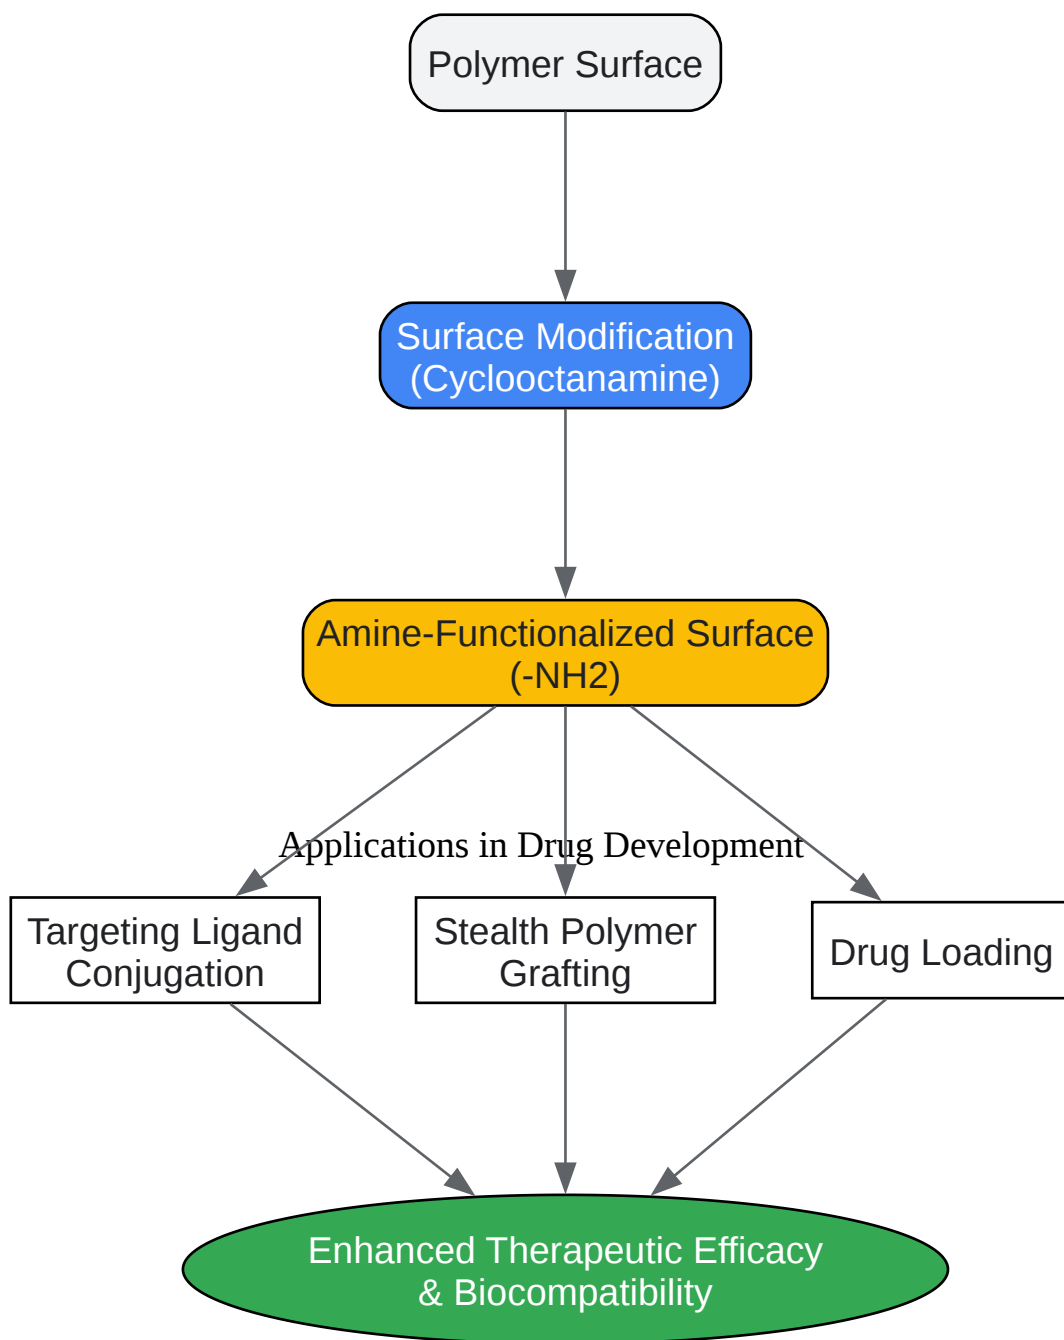 Polymer Surface
Surface Modification
(Cyclooctanamine)
Amine-Functionalized Surface
(-NH2)
Applications in Drug Development
Targeting Ligand
Conjugation
Stealth Polymer
Grafting
Drug Loading
Enhanced Therapeutic Efficacy
& Biocompatibility